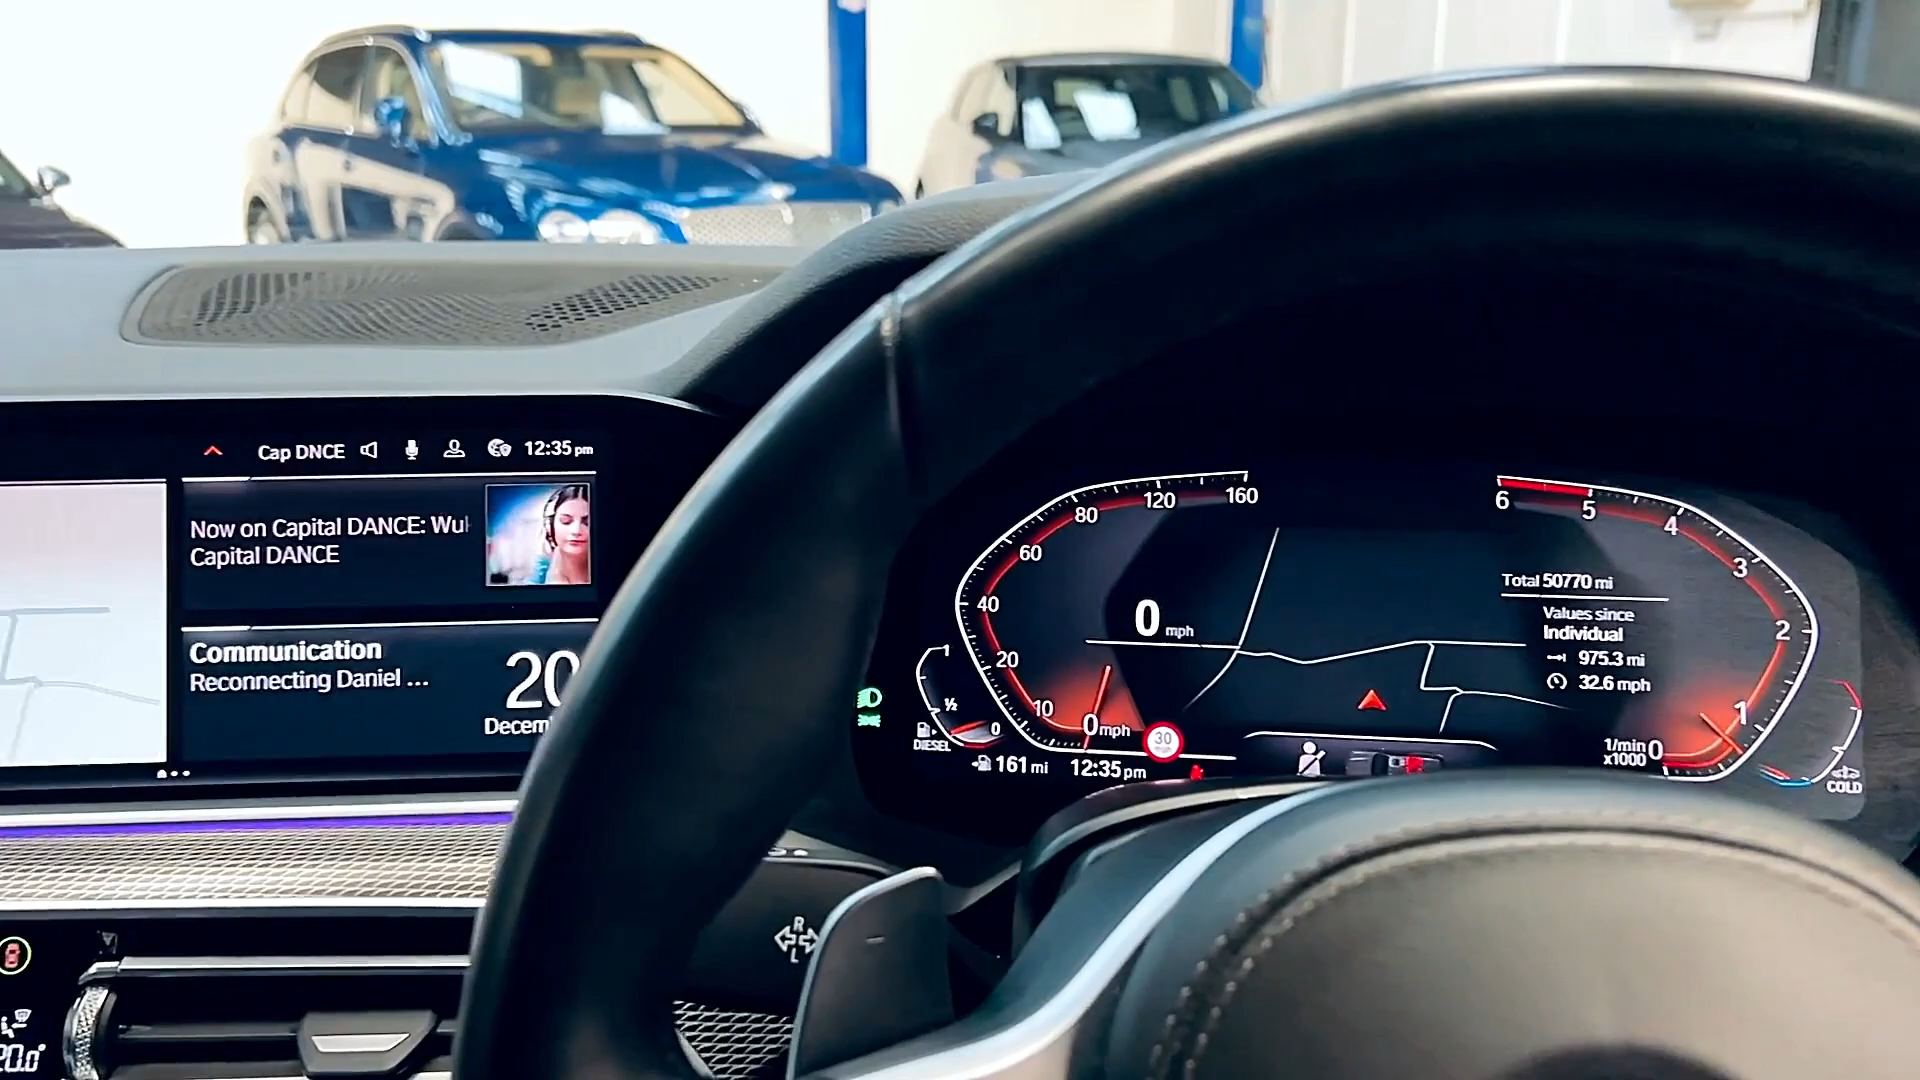 Cap DNCE 12:35 pm
Now on Capital DANCE:
Capital DANCE
Communication
Reconnecting Daniel ...
20
20.0°
R
L
160
120
80
60
40
20
10
0 mph
0 mph
30
1
½
0
DIESEL
161 mi
12:35 pm
6
5
4
3
2
1
0
1/min
x1000
Total 50770 mi
Values since
Individual
975.3 mi
32.6 mph
COLD